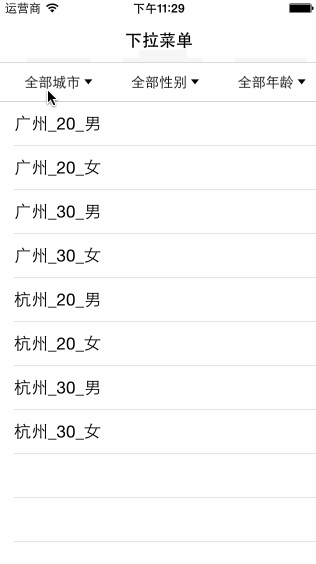 运营商 下午11:29
下拉菜单
全部城市 全部性别 全部年龄
广州_20_男
广州_20_女
广州_30_男
广州_30_女
杭州_20_男
杭州_20_女
杭州_30_男
杭州_30_女